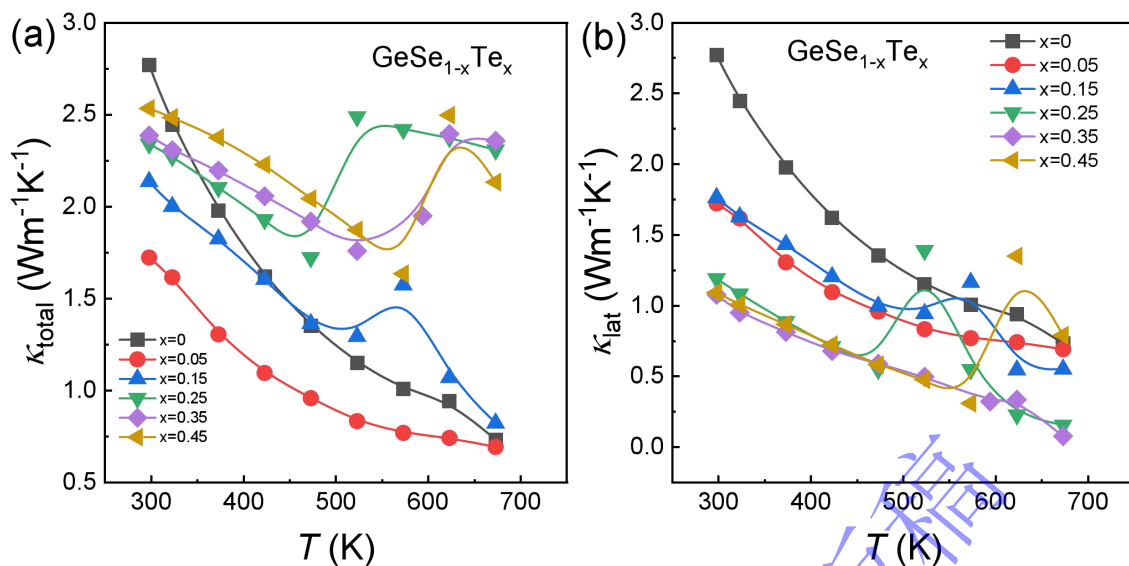 (a)
GeSe1-xTex
κtotal (Wm-1K-1)
3.0
2.5
2.0
1.5
1.0
0.5
x=0
x=0.05
x=0.15
x=0.25
x=0.35
x=0.45
300 400 500 600 700
T (K)
(b)
GeSe1-xTex
κlat (Wm-1K-1)
3.0
2.5
2.0
1.5
1.0
0.5
0.0
x=0
x=0.05
x=0.15
x=0.25
x=0.35
x=0.45
300 400 500 600 700
T (K)